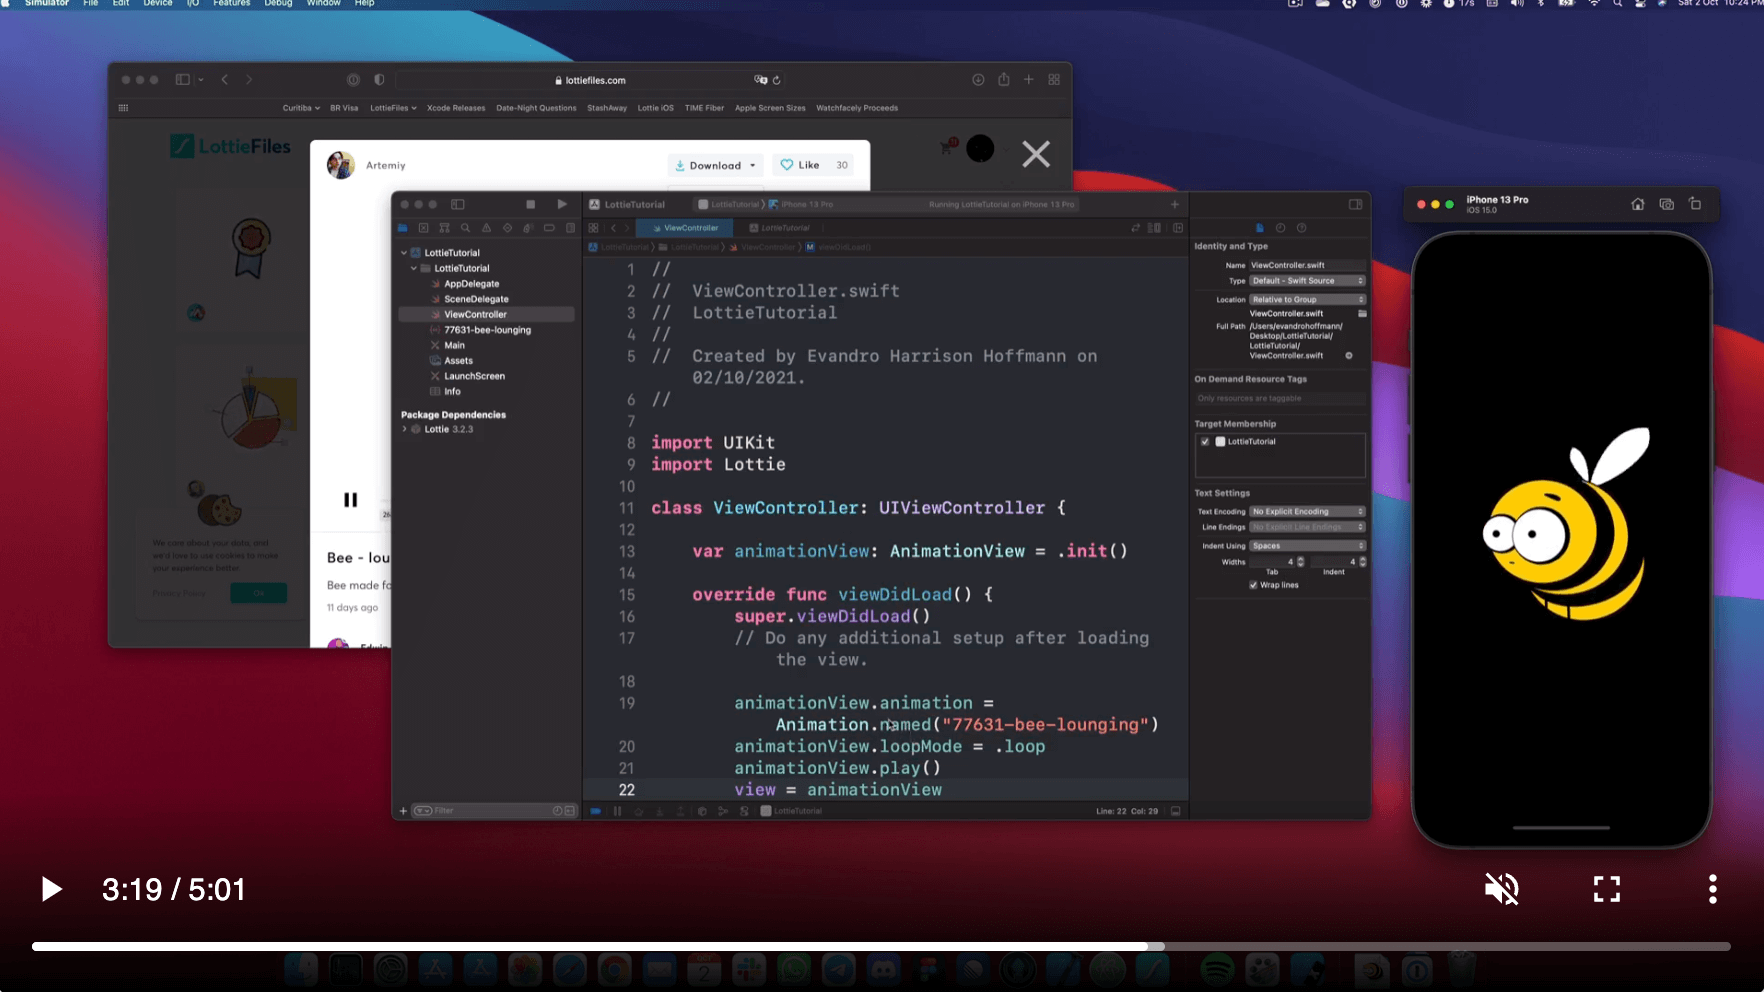 Simulator File Edit Device I/O Features Debug Window Help
17s Sat 2 Oct 10:24 PM
lottiefiles.com
Curitiba BR Visa LottieFiles Xcode Releases Date-Night Questions StashAway Lottie iOS TIME Fiber Apple Screen Sizes Watchfacely Proceeds
LottieFiles
Artemiy
Download
Like 30
We care about your data, and
we'd love to use cookies to make
your experience better.
Privacy Policy
Ok
Bee - lou
Bee made fo
11 days ago
Edwin
LottieTutorial
LottieTutorial iPhone 13 Pro
Running LottieTutorial on iPhone 13 Pro
ViewController
LottieTutorial
LottieTutorial LottieTutorial ViewController M viewDidLoad()
LottieTutorial
LottieTutorial
AppDelegate
SceneDelegate
ViewController
77631-bee-lounging
Main
Assets
LaunchScreen
Info
Package Dependencies
Lottie 3.2.3
Filter
1 //
2 // ViewController.swift
3 // LottieTutorial
4 //
5 // Created by Evandro Harrison Hoffmann on
02/10/2021.
6 //
7
8 import UIKit
9 import Lottie
10
11 class ViewController: UIViewController {
12
13 var animationView: AnimationView = .init()
14
15 override func viewDidLoad() {
16 super.viewDidLoad()
17 // Do any additional setup after loading
the view.
18
19 animationView.animation =
Animation.named("77631-bee-lounging")
20 animationView.loopMode = .loop
21 animationView.play()
22 view = animationView
LottieTutorial
Line: 22 Col: 29
Identity and Type
Name ViewController.swift
Type Default - Swift Source
Location Relative to Group
ViewController.swift
Full Path /Users/evandrohoffmann/
Desktop/LottieTutorial/
LottieTutorial/
ViewController.swift
On Demand Resource Tags
Only resources are taggable
Target Membership
LottieTutorial
Text Settings
Text Encoding No Explicit Encoding
Line Endings No Explicit Line Endings
Indent Using Spaces
Widths 4 4
Tab Indent
Wrap lines
iPhone 13 Pro
iOS 15.0
3:19 / 5:01
OCT
2